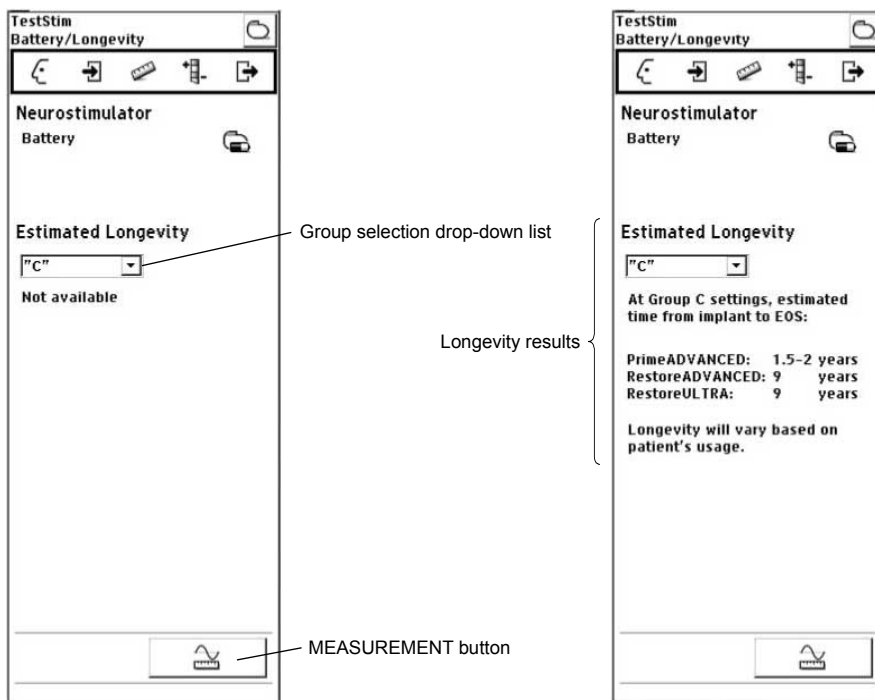 TestStim
Battery/Longevity
Neurostimulator
Battery
Estimated Longevity
"C"
Not available
Group selection drop-down list
Longevity results
MEASUREMENT button
TestStim
Battery/Longevity
Neurostimulator
Battery
Estimated Longevity
"C"
At Group C settings, estimated
time from implant to EOS:
PrimeADVANCED: 1.5-2 years
RestoreADVANCED: 9 years
RestoreULTRA: 9 years
Longevity will vary based on
patient's usage.